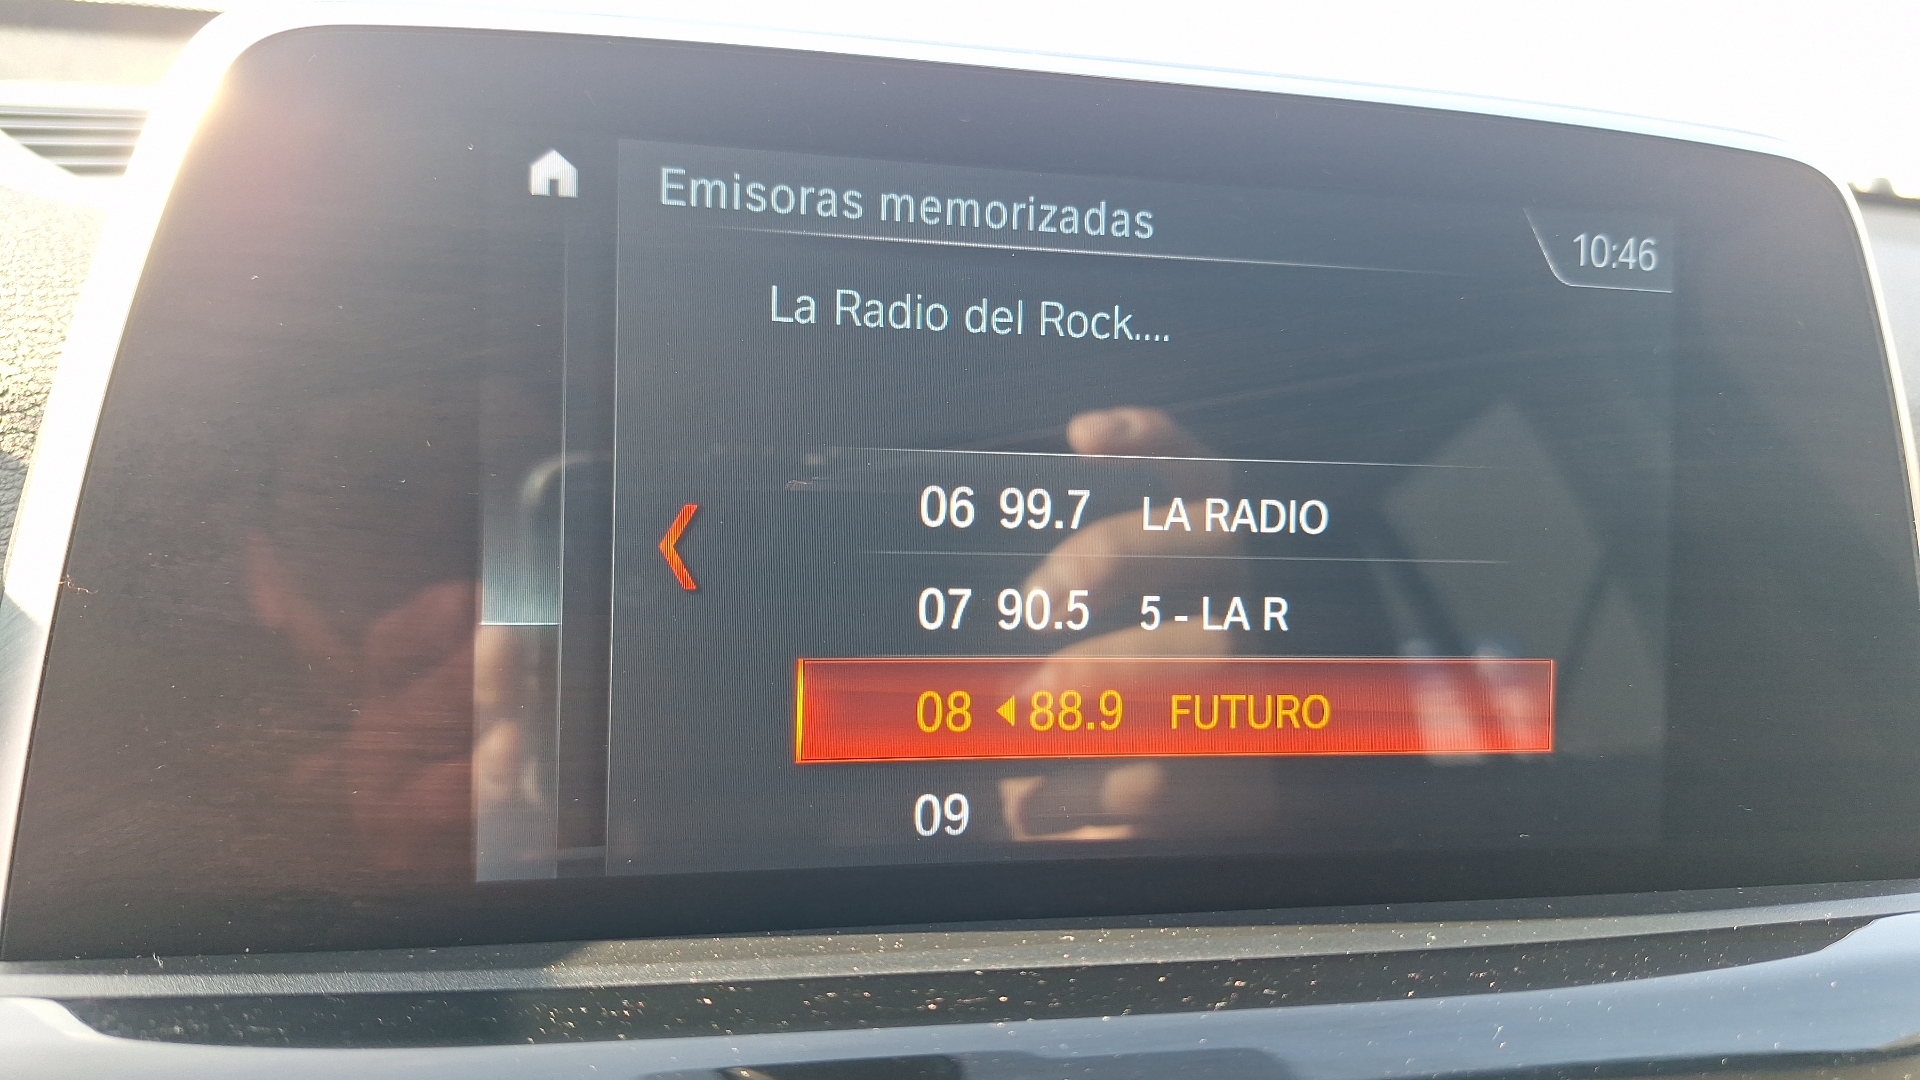 Emisoras memorizadas
10:46
La Radio del Rock....
06 99.7 LA RADIO
07 90.5 5 - LA R
08 88.9 FUTURO
09